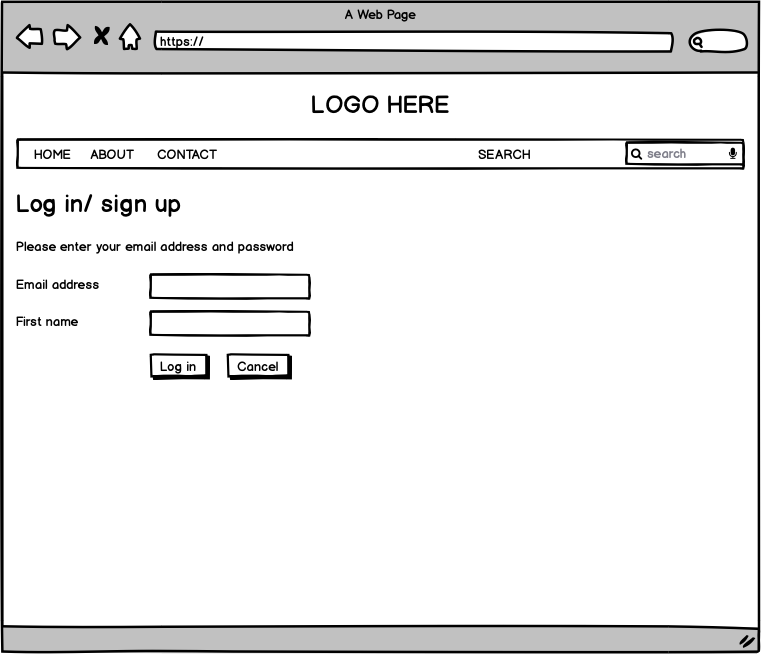 A Web Page
https://
LOGO HERE
HOME ABOUT CONTACT SEARCH search
Log in/ sign up
Please enter your email address and password
Email address
First name
Log in Cancel